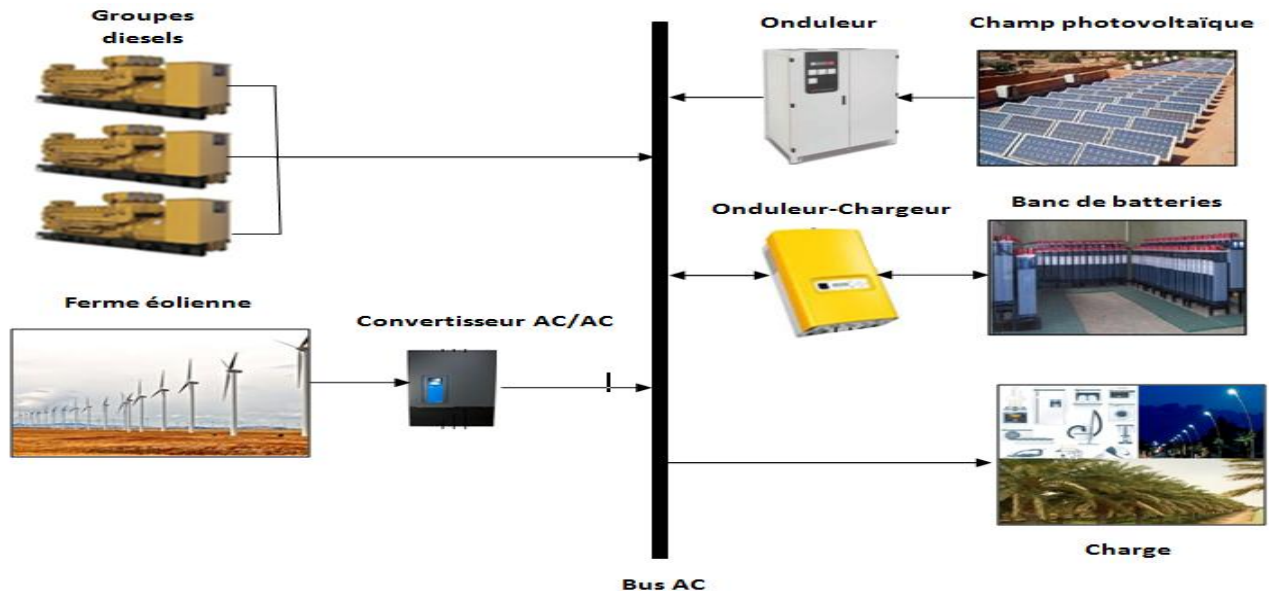 Groupes
diesels
Onduleur
Champ photovoltaïque
Onduleur-Chargeur
Banc de batteries
Ferme éolienne
Convertisseur AC/AC
Charge
Bus AC